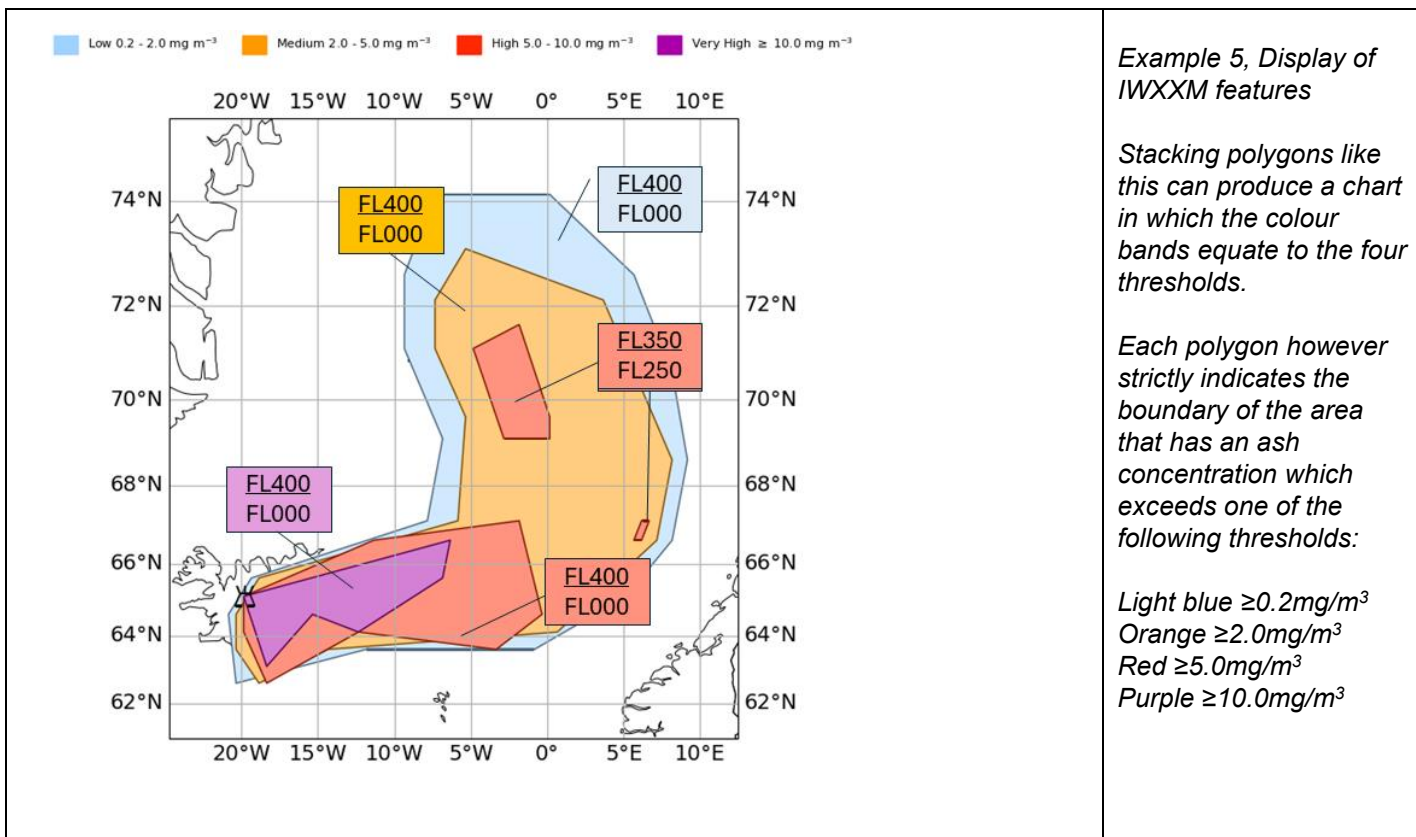 Low 0.2 - 2.0 mg m⁻³ Medium 2.0 - 5.0 mg m⁻³ High 5.0 - 10.0 mg m⁻³ Very High ≥ 10.0 mg m⁻³
20°W 15°W 10°W 5°W 0° 5°E 10°E
74°N 74°N
72°N 72°N
70°N 70°N
68°N 68°N
66°N 66°N
64°N 64°N
62°N 62°N
20°W 15°W 10°W 5°W 0° 5°E 10°E
FL400
FL000
FL400
FL000
FL350
FL250
FL400
FL000
FL400
FL000
Example 5, Display of
IWXXM features
Stacking polygons like
this can produce a chart
in which the colour
bands equate to the four
thresholds.
Each polygon however
strictly indicates the
boundary of the area
that has an ash
concentration which
exceeds one of the
following thresholds:
Light blue ≥0.2mg/m³
Orange ≥2.0mg/m³
Red ≥5.0mg/m³
Purple ≥10.0mg/m³